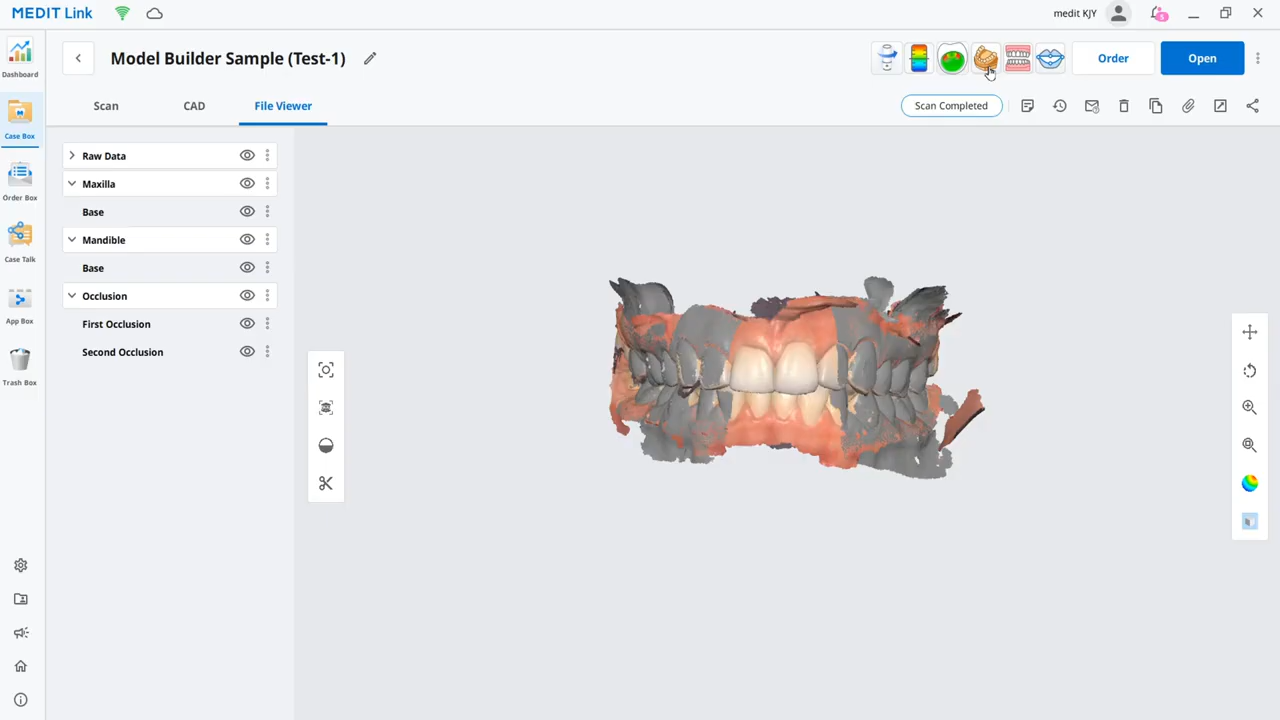 MEDIT Link
medit KJY
5
Dashboard
Case Box
Order Box
Case Talk
App Box
Trash Box
Model Builder Sample (Test-1)
Order
Open
Scan
CAD
File Viewer
Scan Completed
Raw Data
Maxilla
Base
Mandible
Base
Occlusion
First Occlusion
Second Occlusion